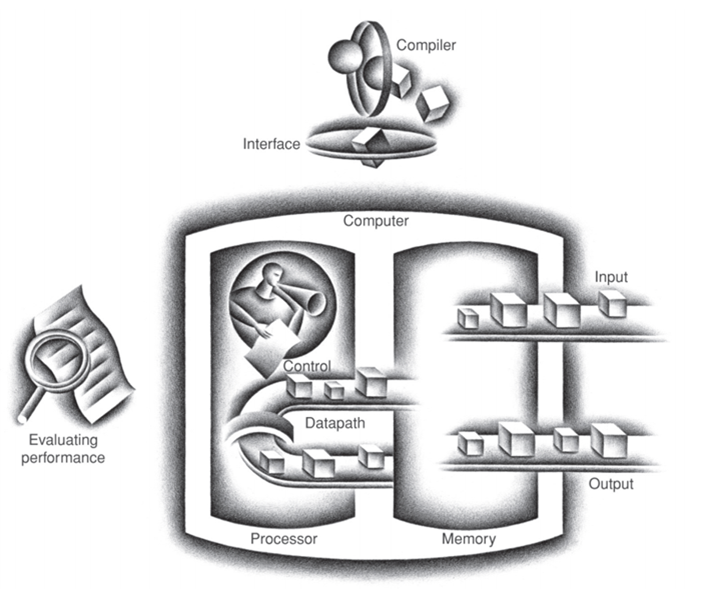 Compiler
Interface
Computer
Input
Control
Datapath
Evaluating
performance
Output
Processor
Memory